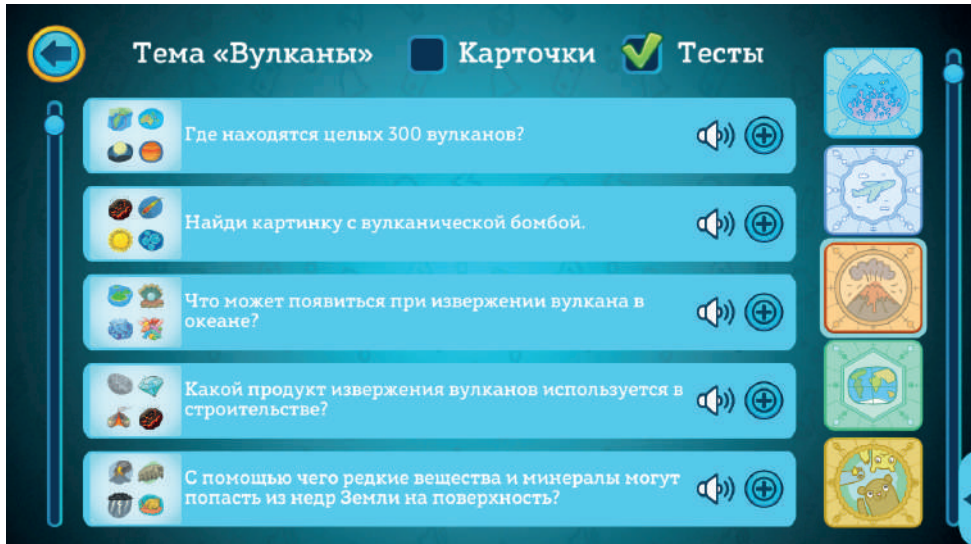 Тема «Вулканы» Карточки Тесты
Где находятся целых 300 вулканов?
Найди картинку с вулканической бомбой.
Что может появиться при извержении вулкана в
океане?
Какой продукт извержения вулканов используется в
строительстве?
С помощью чего редкие вещества и минералы могут
попасть из недр Земли на поверхность?